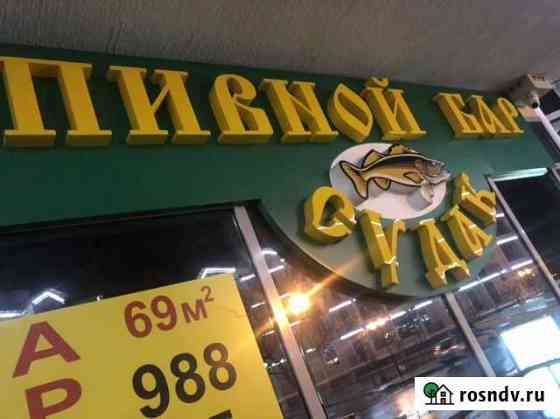 ПИВНОЙ БАР
СУДАК
А 69 м²
Р 988
rosndv.ru